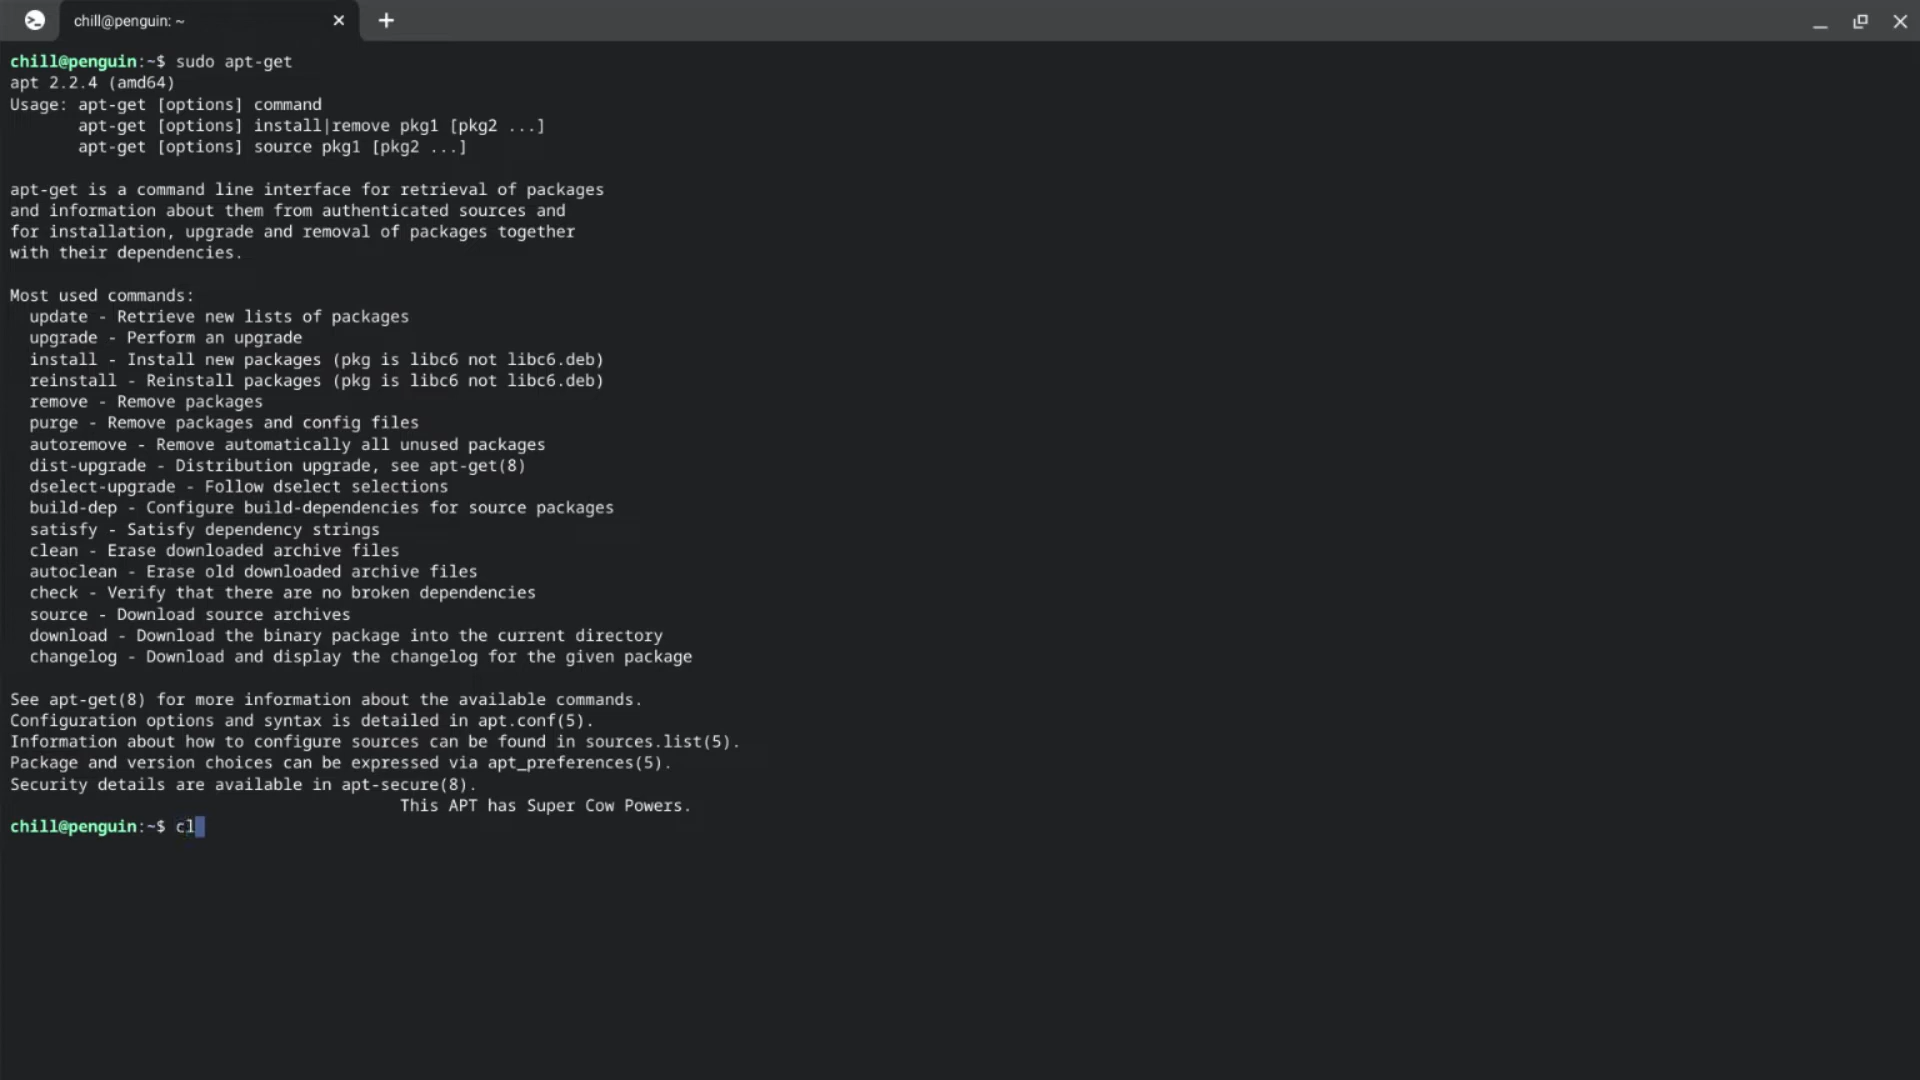 chill@penguin: ~
chill@penguin:~$ sudo apt-get
apt 2.2.4 (amd64)
Usage: apt-get [options] command
       apt-get [options] install|remove pkg1 [pkg2 ...]
       apt-get [options] source pkg1 [pkg2 ...]

apt-get is a command line interface for retrieval of packages
and information about them from authenticated sources and
for installation, upgrade and removal of packages together
with their dependencies.

Most used commands:
  update - Retrieve new lists of packages
  upgrade - Perform an upgrade
  install - Install new packages (pkg is libc6 not libc6.deb)
  reinstall - Reinstall packages (pkg is libc6 not libc6.deb)
  remove - Remove packages
  purge - Remove packages and config files
  autoremove - Remove automatically all unused packages
  dist-upgrade - Distribution upgrade, see apt-get(8)
  dselect-upgrade - Follow dselect selections
  build-dep - Configure build-dependencies for source packages
  satisfy - Satisfy dependency strings
  clean - Erase downloaded archive files
  autoclean - Erase old downloaded archive files
  check - Verify that there are no broken dependencies
  source - Download source archives
  download - Download the binary package into the current directory
  changelog - Download and display the changelog for the given package

See apt-get(8) for more information about the available commands.
Configuration options and syntax is detailed in apt.conf(5).
Information about how to configure sources can be found in sources.list(5).
Package and version choices can be expressed via apt_preferences(5).
Security details are available in apt-secure(8).
                                        This APT has Super Cow Powers.
chill@penguin:~$ cl